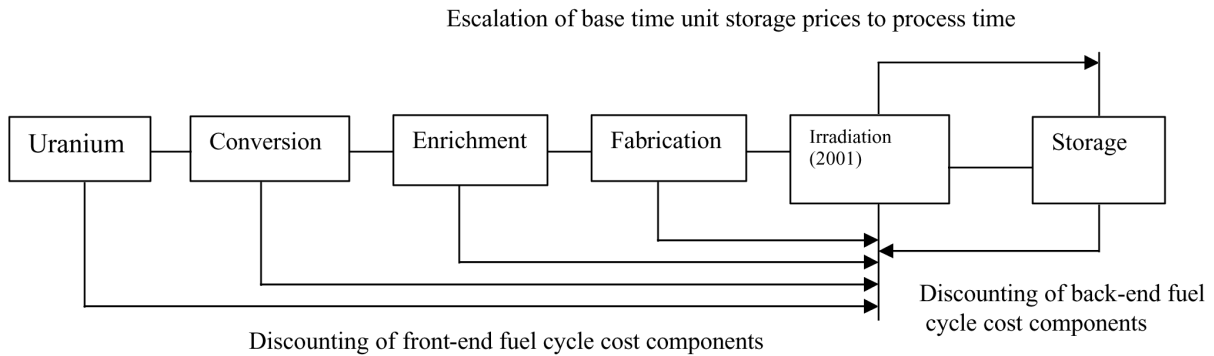 Escalation of base time unit storage prices to process time
Uranium
Conversion
Enrichment
Fabrication
Irradiation
(2001)
Storage
Discounting of back-end fuel
cycle cost components
Discounting of front-end fuel cycle cost components